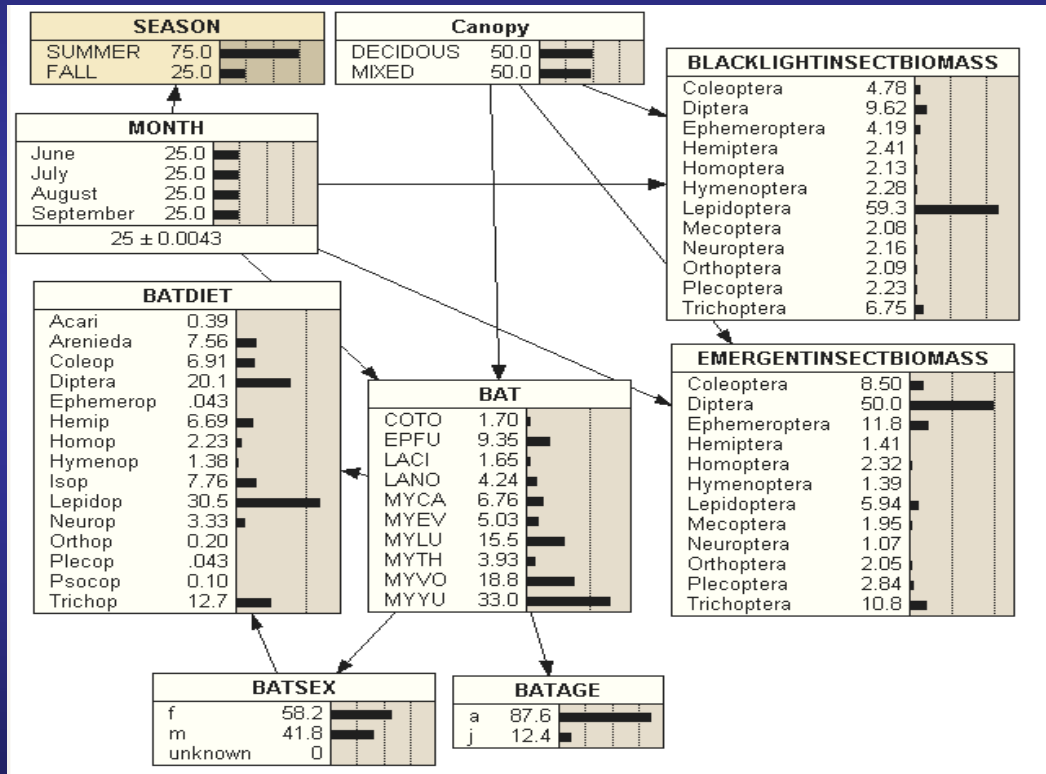 SEASON
SUMMER 75.0
FALL 25.0
Canopy
DECIDOUS 50.0
MIXED 50.0
BLACKLIGHTINSECTBIOMASS
Coleoptera 4.78
Diptera 9.62
Ephemeroptera 4.19
Hemiptera 2.41
Homoptera 2.13
Hymenoptera 2.28
Lepidoptera 59.3
Mecoptera 2.08
Neuroptera 2.16
Orthoptera 2.09
Plecoptera 2.23
Trichoptera 6.75
MONTH
June 25.0
July 25.0
August 25.0
September 25.0
25 ± 0.0043
BATDIET
Acari 0.39
Arenieda 7.56
Coleop 6.91
Diptera 20.1
Ephemerop .043
Hemip 6.69
Homop 2.23
Hymenop 1.38
Isop 7.76
Lepidop 30.5
Neurop 3.33
Orthop 0.20
Plecop .043
Psocop 0.10
Trichop 12.7
BAT
COTO 1.70
EPFU 9.35
LACI 1.65
LANO 4.24
MYCA 6.76
MYEV 5.03
MYLU 15.5
MYTH 3.93
MYVO 18.8
MYYU 33.0
EMERGENTINSECTBIOMASS
Coleoptera 8.50
Diptera 50.0
Ephemeroptera 11.8
Hemiptera 1.41
Homoptera 2.32
Hymenoptera 1.39
Lepidoptera 5.94
Mecoptera 1.95
Neuroptera 1.07
Orthoptera 2.05
Plecoptera 2.84
Trichoptera 10.8
BATSEX
f 58.2
m 41.8
unknown 0
BATAGE
a 87.6
j 12.4